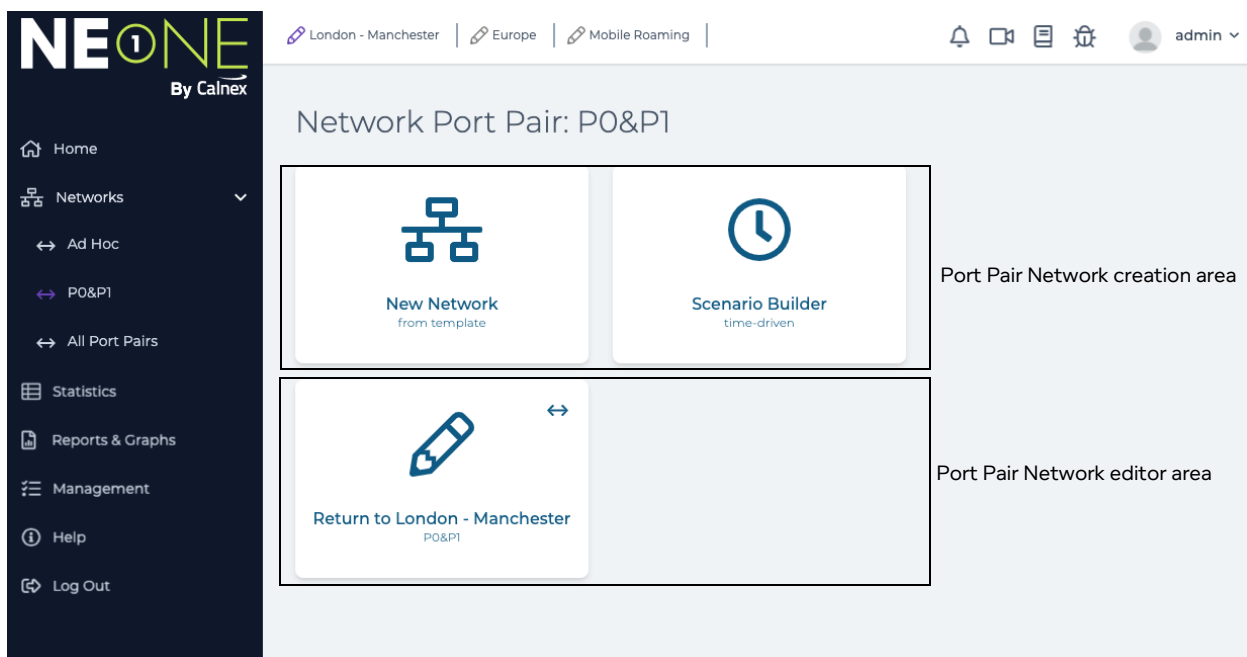 NE1NE
By Calnex
London - Manchester
Europe
Mobile Roaming
admin
Home
Networks
Ad Hoc
P0&P1
All Port Pairs
Statistics
Reports & Graphs
Management
Help
Log Out
Network Port Pair: P0&P1
New Network
from template
Scenario Builder
time-driven
Port Pair Network creation area
Return to London - Manchester
P0&P1
Port Pair Network editor area